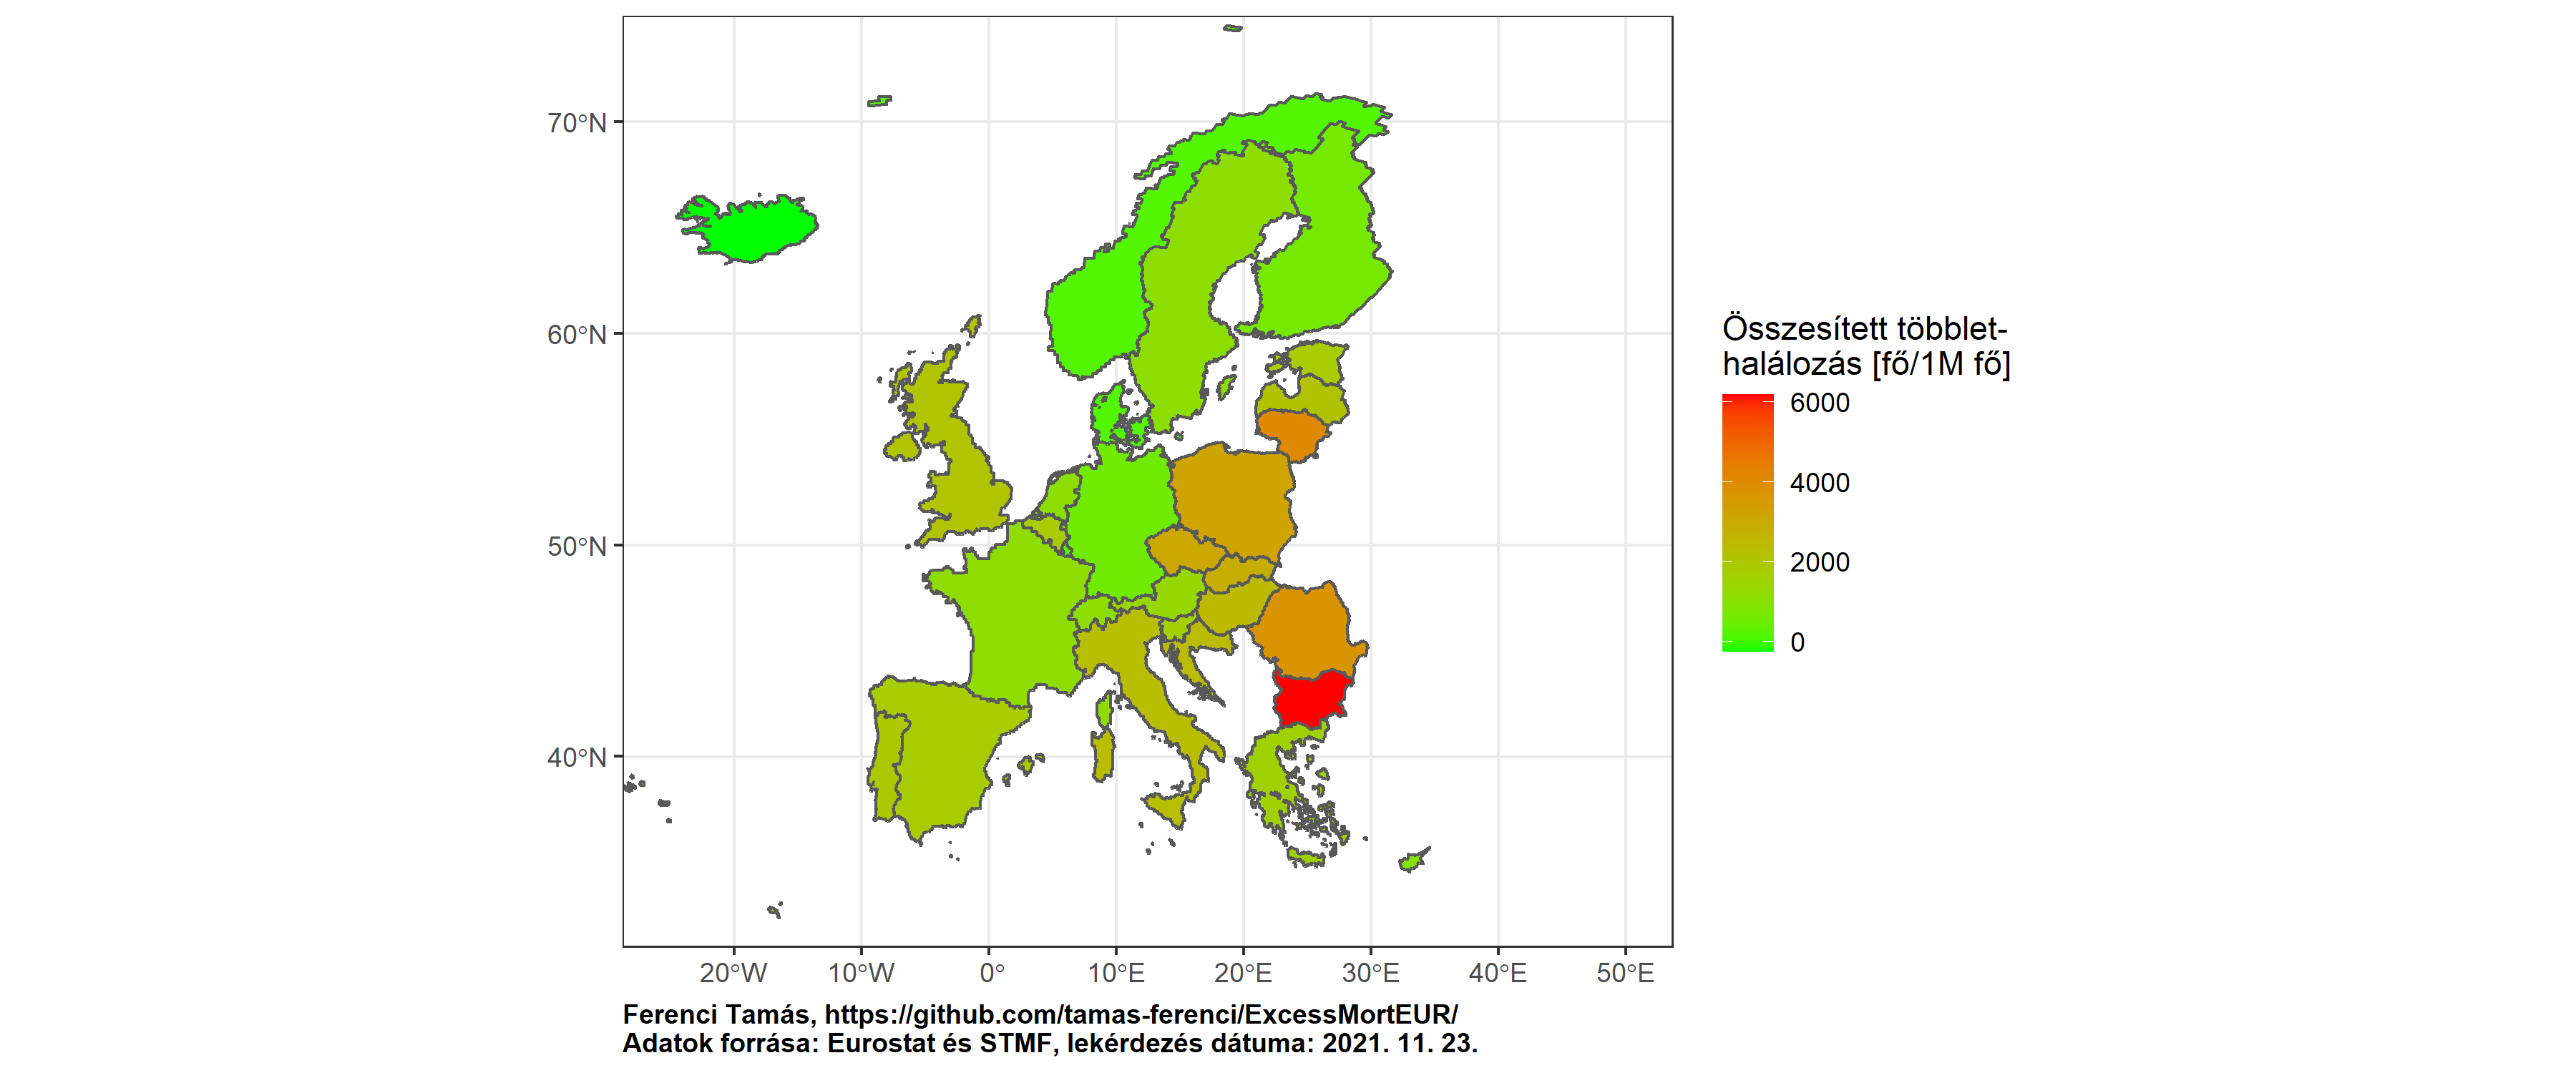 70°N
60°N
50°N
40°N
20°W 10°W 0° 10°E 20°E 30°E 40°E 50°E
Összesített többlet-
halálozás [fő/1M fő]
6000
4000
2000
0
Ferenci Tamás, https://github.com/tamas-ferenci/ExcessMortEUR/
Adatok forrása: Eurostat és STMF, lekérdezés dátuma: 2021. 11. 23.